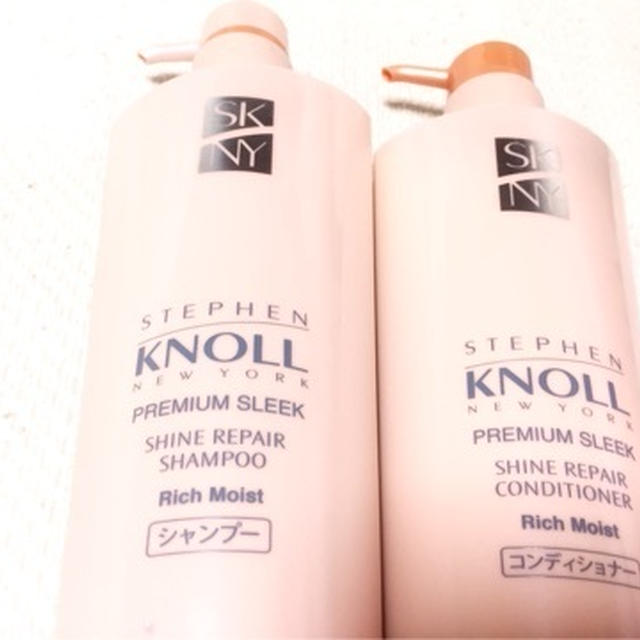 SK
NY
STEPHEN
KNOLL
NEW YORK
PREMIUM SLEEK
SHINE REPAIR
SHAMPOO
Rich Moist
シャンプー
SK
NY
STEPHEN
KNOLL
NEW YORK
PREMIUM SLEEK
SHINE REPAIR
CONDITIONER
Rich Moist
コンディショナー